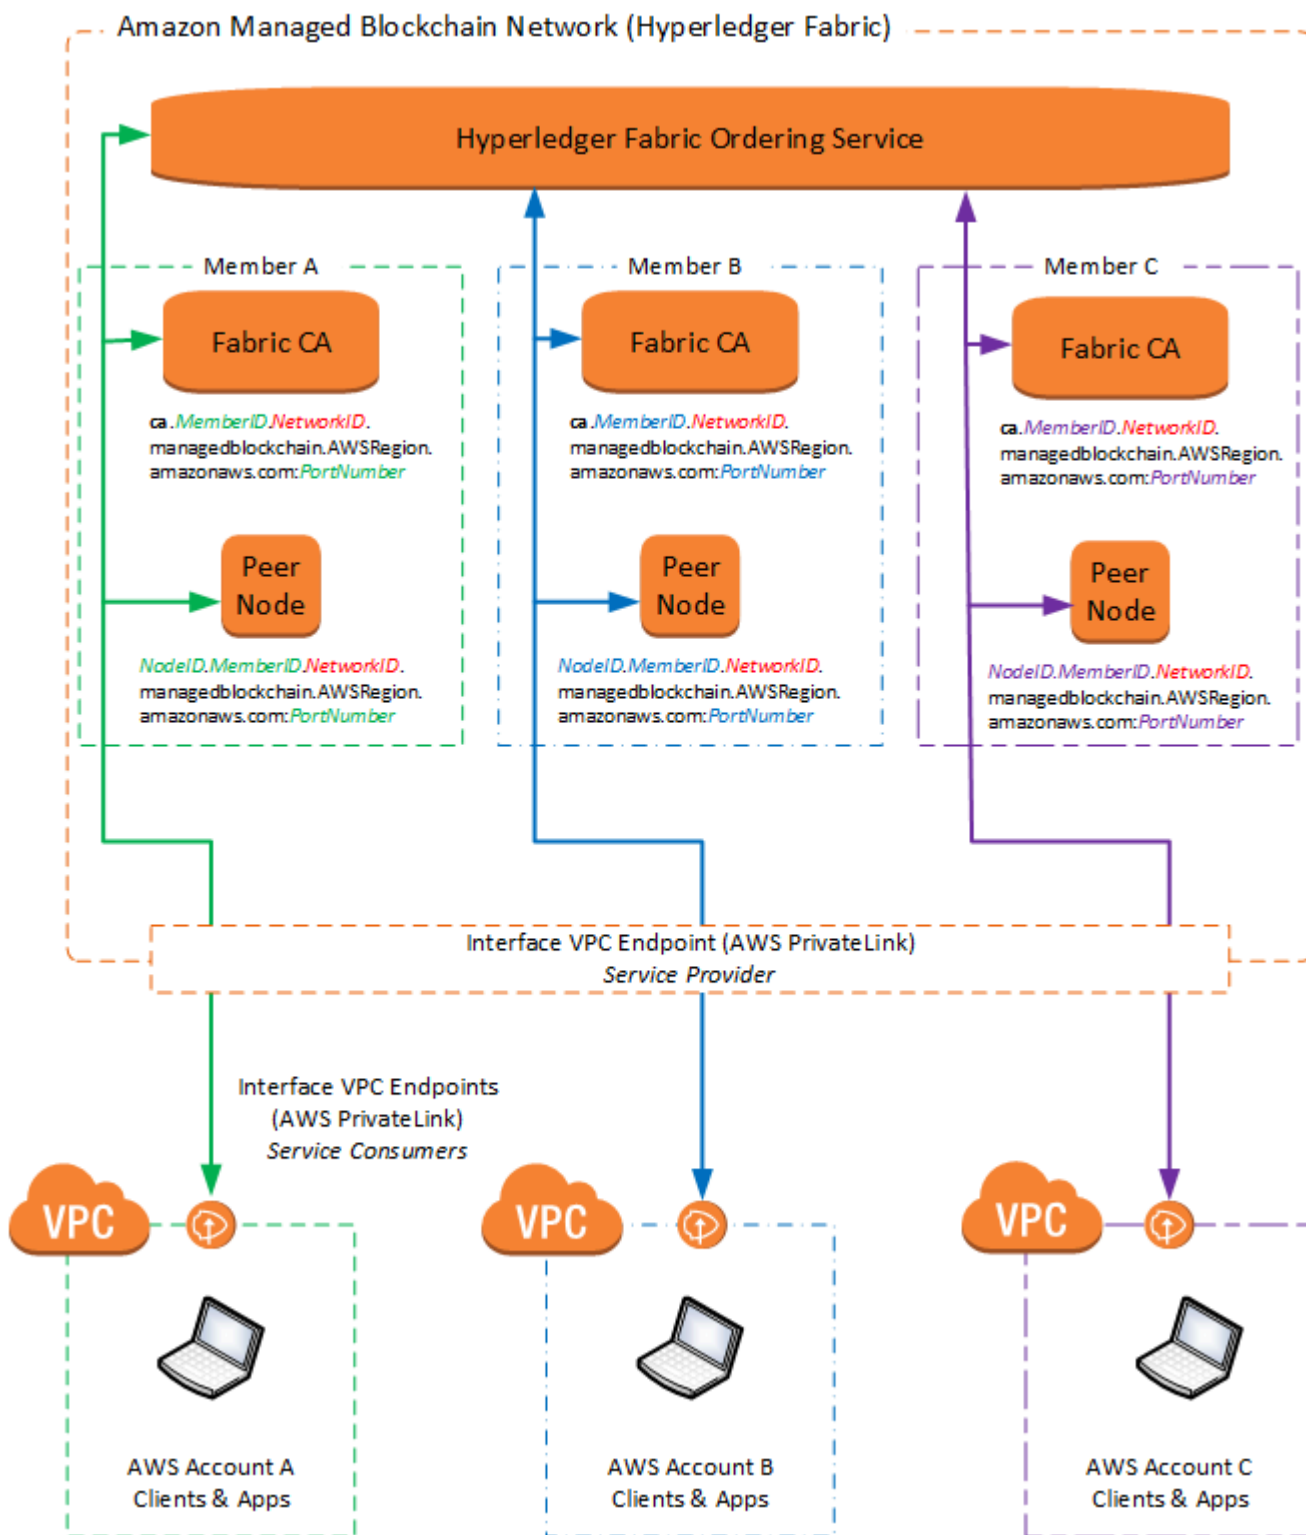 Amazon Managed Blockchain Network (Hyperledger Fabric)
Hyperledger Fabric Ordering Service
Member A
Fabric CA
ca.MemberID.NetworkID.
managedblockchain.AWSRegion.
amazonaws.com:PortNumber
Peer
Node
NodeID.MemberID.NetworkID.
managedblockchain.AWSRegion.
amazonaws.com:PortNumber
Member B
Fabric CA
ca.MemberID.NetworkID.
managedblockchain.AWSRegion.
amazonaws.com:PortNumber
Peer
Node
NodeID.MemberID.NetworkID.
managedblockchain.AWSRegion.
amazonaws.com:PortNumber
Member C
Fabric CA
ca.MemberID.NetworkID.
managedblockchain.AWSRegion.
amazonaws.com:PortNumber
Peer
Node
NodeID.MemberID.NetworkID.
managedblockchain.AWSRegion.
amazonaws.com:PortNumber
Interface VPC Endpoint (AWS PrivateLink)
Service Provider
Interface VPC Endpoints
(AWS PrivateLink)
Service Consumers
VPC
AWS Account A
Clients & Apps
VPC
AWS Account B
Clients & Apps
VPC
AWS Account C
Clients & Apps